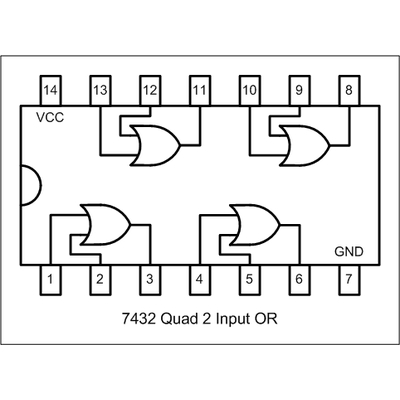 14 13 12 11 10 9 8
VCC
GND
1 2 3 4 5 6 7
7432 Quad 2 Input OR